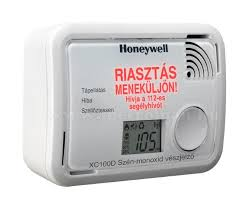 Honeywell
RIASZTÁS
MENEKÜLJÖN!
Hívja a 112-es
segélyhívót!
Tápellátás
Hiba
Szellőztessen
105
XC100D Szén-monoxid vészjelző